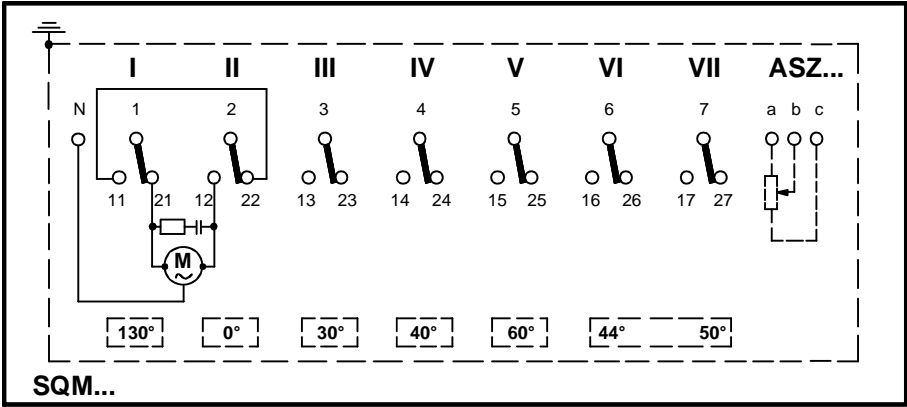 I II III IV V VI VII ASZ...
N 1 2 3 4 5 6 7 a b c
11 21 12 22 13 23 14 24 15 25 16 26 17 27
M
130° 0° 30° 40° 60° 44° 50°
SQM...